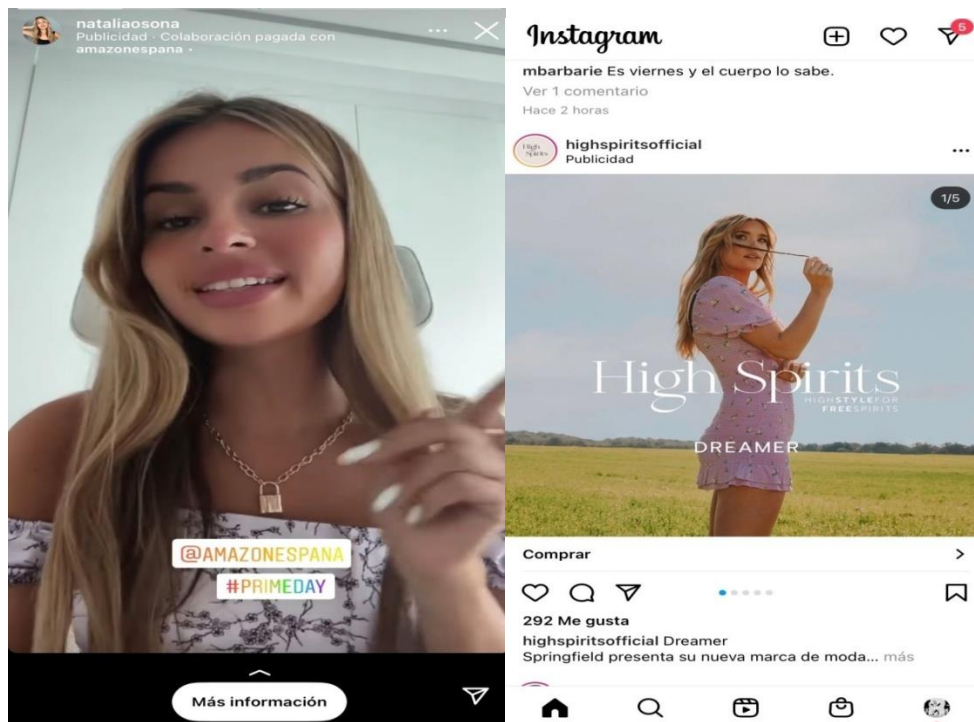 nataliaosona
Publicidad · Colaboración pagada con
amazonespana ·
@AMAZONESPANA
#PRIMEDAY
Más información
Instagram
5
mbarbarie Es viernes y el cuerpo lo sabe.
Ver 1 comentario
Hace 2 horas
High
Spirits
highspiritsofficial
Publicidad
1/5
High Spirits
HIGHSTYLEFOR
FREESPIRITS
DREAMER
Comprar
292 Me gusta
highspiritsofficial Dreamer
Springfield presenta su nueva marca de moda... más